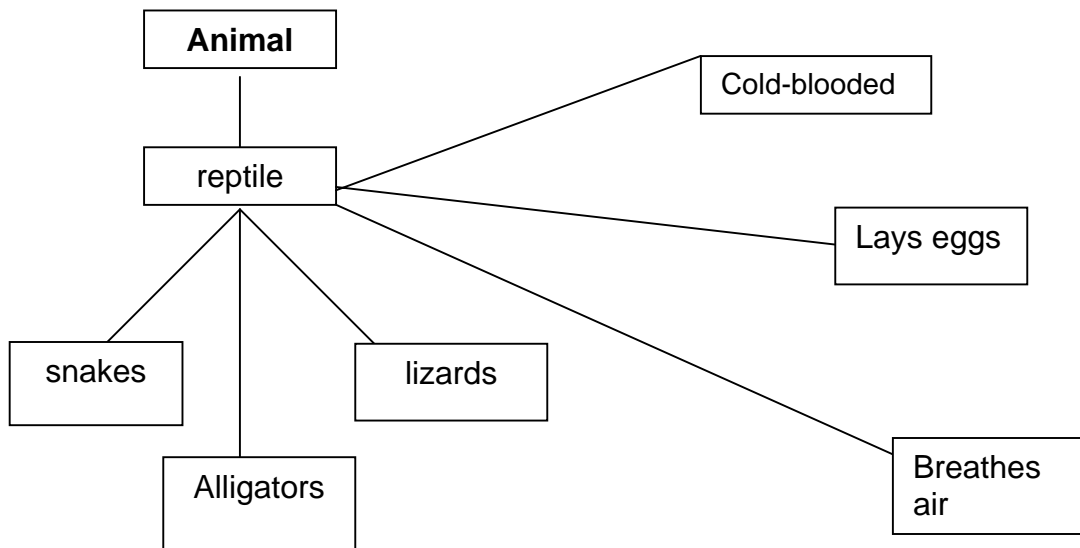 Animal
Cold-blooded
reptile
Lays eggs
snakes
lizards
Alligators
Breathes
air